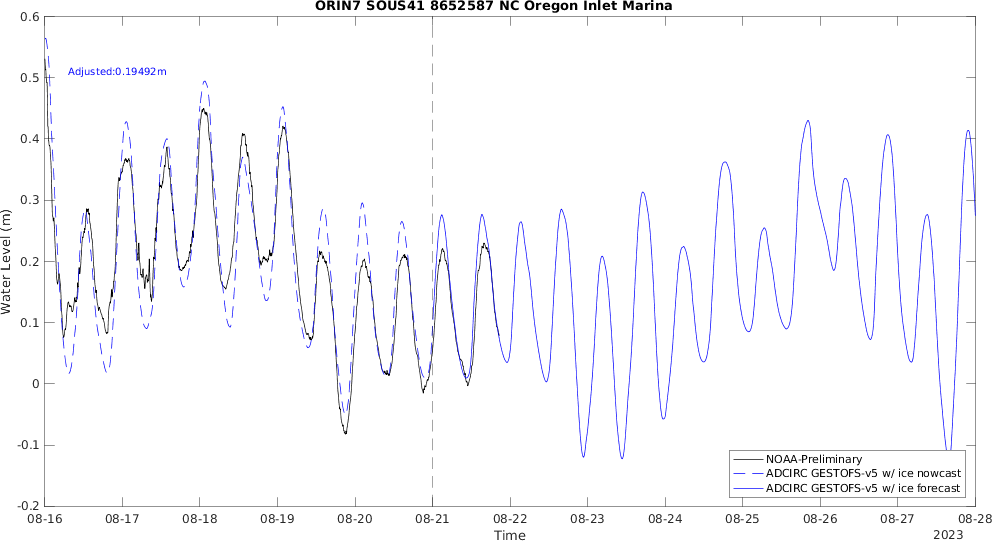 ORIN7 SOUS41 8652587 NC Oregon Inlet Marina
0.6
0.5
0.4
0.3
0.2
0.1
0
-0.1
-0.2
Water Level (m)
Adjusted:0.19492m
NOAA-Preliminary
ADCIRC GESTOFS-v5 w/ ice nowcast
ADCIRC GESTOFS-v5 w/ ice forecast
08-16 08-17 08-18 08-19 08-20 08-21 08-22 08-23 08-24 08-25 08-26 08-27 08-28
Time
2023